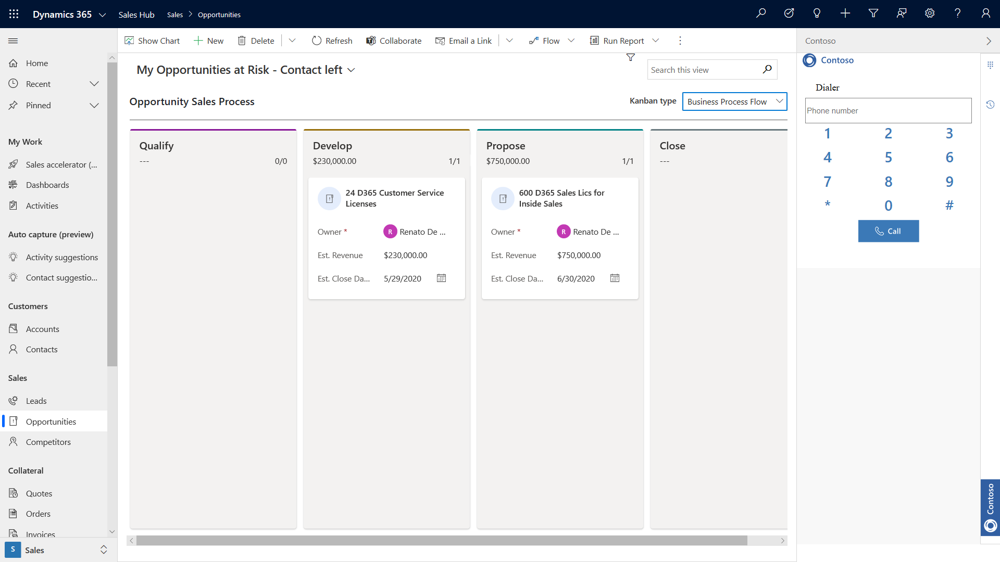 Dynamics 365
Sales Hub
Sales
Opportunities
Home
Recent
Pinned
My Work
Sales accelerator (...
Dashboards
Activities
Auto capture (preview)
Activity suggestions
Contact suggestio...
Customers
Accounts
Contacts
Sales
Leads
Opportunities
Competitors
Collateral
Quotes
Orders
Invoices
S
Sales
Show Chart
New
Delete
Refresh
Collaborate
Email a Link
Flow
Run Report
My Opportunities at Risk - Contact left
Search this view
Opportunity Sales Process
Kanban type
Business Process Flow
Qualify
---
0/0
Develop
$230,000.00
1/1
24 D365 Customer Service
Licenses
Owner *
R
Renato De ...
Est. Revenue
$230,000.00
Est. Close Da...
5/29/2020
Propose
$750,000.00
1/1
600 D365 Sales Lics for
Inside Sales
Owner *
R
Renato De ...
Est. Revenue
$750,000.00
Est. Close Da...
6/30/2020
Close
---
Contoso
Contoso
Dialer
Phone number
1 2 3
4 5 6
7 8 9
* 0 #
Call
Contoso